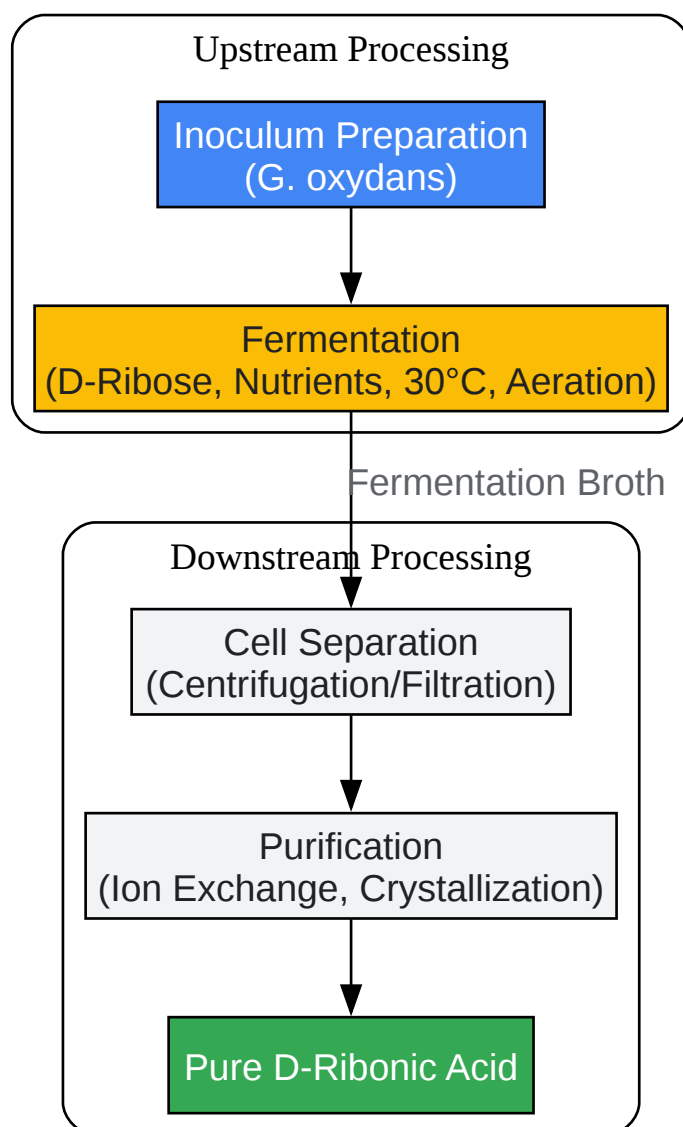 Upstream Processing
Inoculum Preparation
(G. oxydans)
Fermentation
(D-Ribose, Nutrients, 30°C, Aeration)
Fermentation Broth
Downstream Processing
Cell Separation
(Centrifugation/Filtration)
Purification
(Ion Exchange, Crystallization)
Pure D-Ribonic Acid